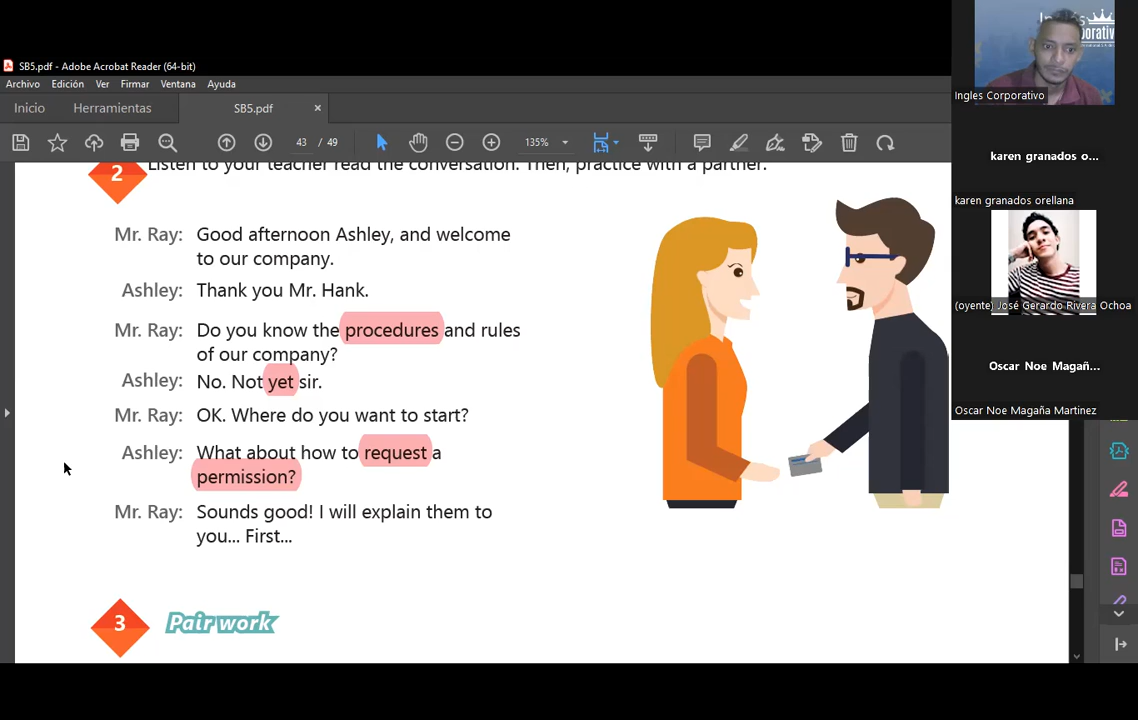 SB5.pdf - Adobe Acrobat Reader (64-bit)
Archivo Edición Ver Firmar Ventana Ayuda
Inicio Herramientas SB5.pdf ×
43 / 49 135%
2 Listen to your teacher read the conversation. Then, practice with a partner.
Mr. Ray: Good afternoon Ashley, and welcome
to our company.
Ashley: Thank you Mr. Hank.
Mr. Ray: Do you know the procedures and rules
of our company?
Ashley: No. Not yet sir.
Mr. Ray: OK. Where do you want to start?
Ashley: What about how to request a
permission?
Mr. Ray: Sounds good! I will explain them to
you... First...
3 Pair work
Ingles Corporativo
karen granados o...
karen granados orellana
(oyente) José Gerardo Rivera Ochoa
Oscar Noe Magañ...
Oscar Noe Magaña Martinez